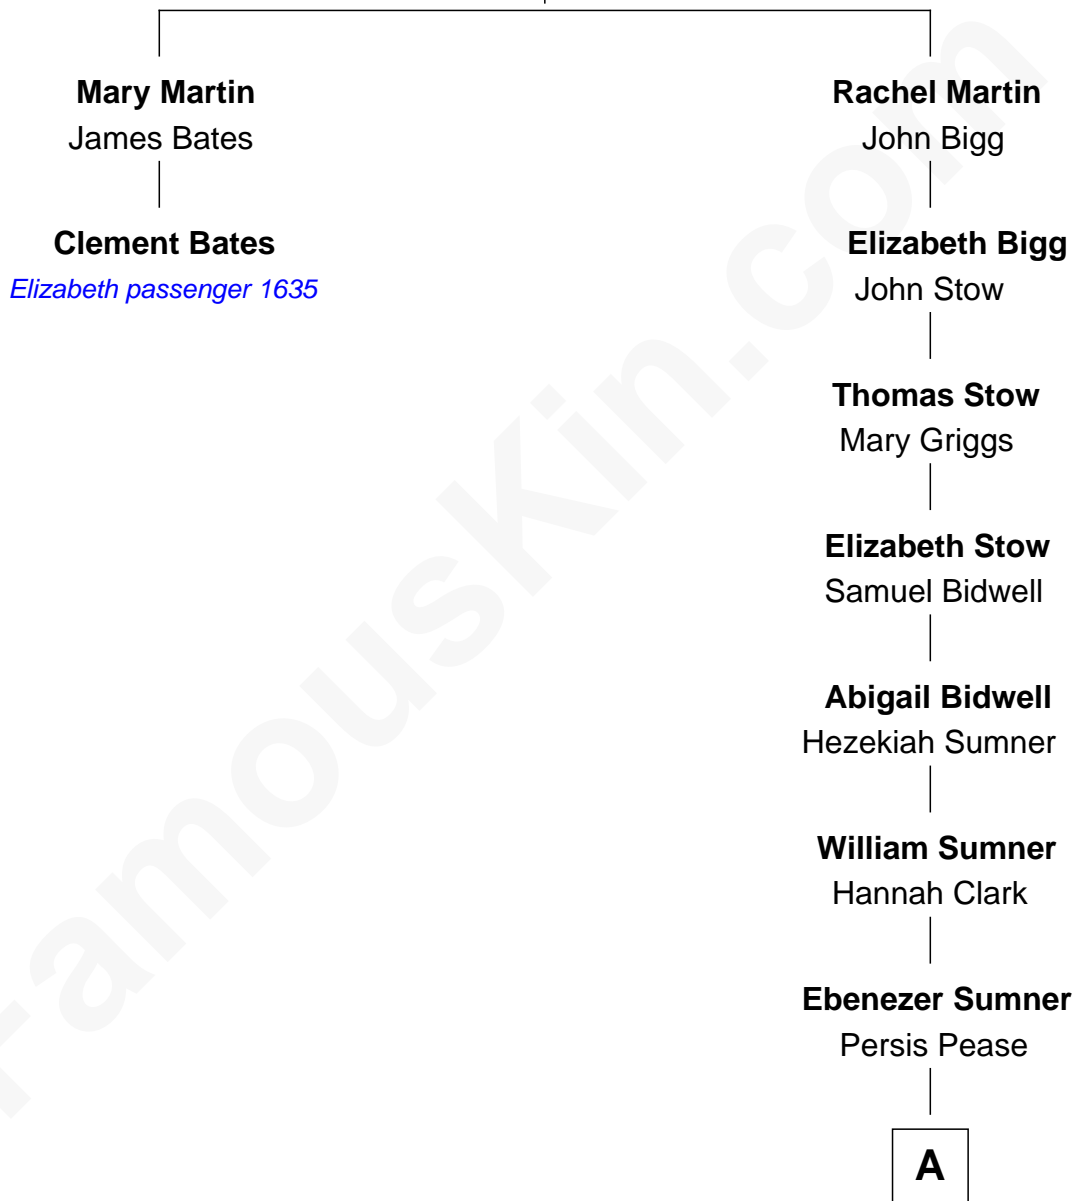 Mary Martin
James Bates
Clement Bates
Elizabeth passenger 1635
Rachel Martin
John Bigg
Elizabeth Bigg
John Stow
Thomas Stow
Mary Griggs
Elizabeth Stow
Samuel Bidwell
Abigail Bidwell
Hezekiah Sumner
William Sumner
Hannah Clark
Ebenezer Sumner
Persis Pease
A
FamousKin.com